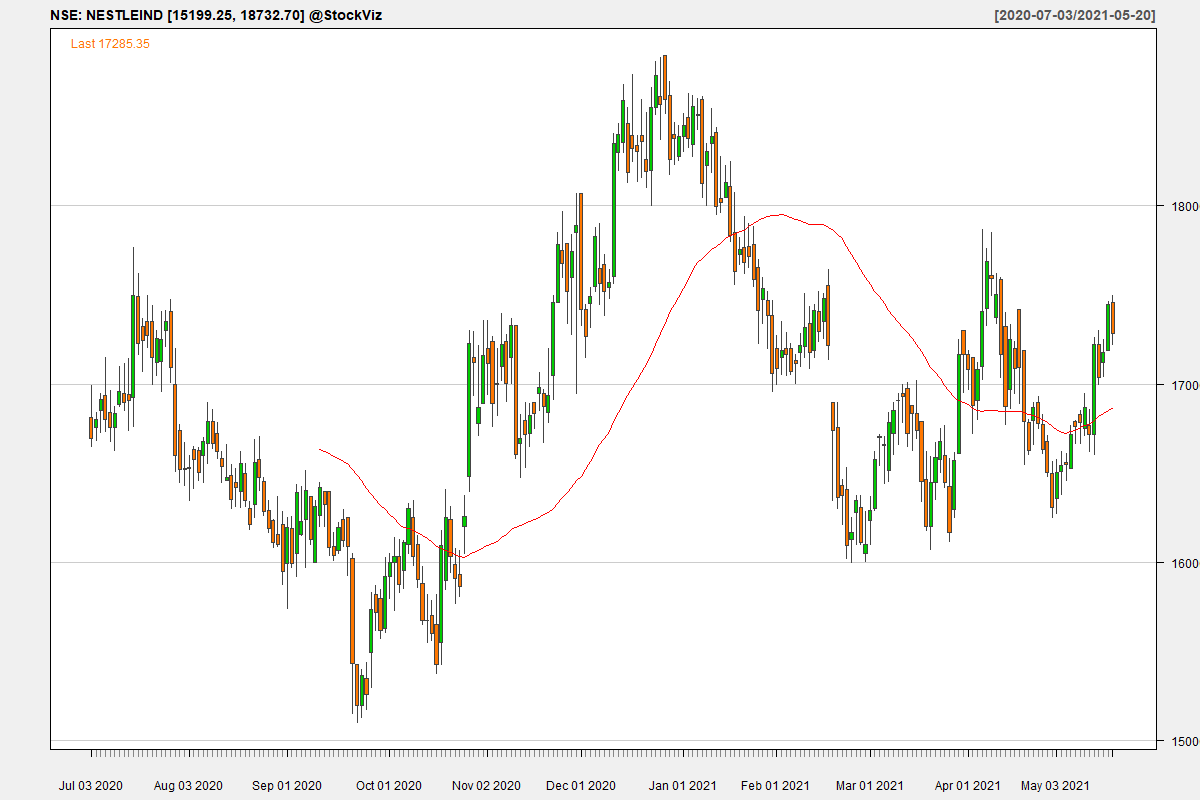 NSE: NESTLEIND [15199.25, 18732.70] @StockViz
[2020-07-03/2021-05-20]
Last 17285.35
1800
1700
1600
1500
Jul 03 2020
Aug 03 2020
Sep 01 2020
Oct 01 2020
Nov 02 2020
Dec 01 2020
Jan 01 2021
Feb 01 2021
Mar 01 2021
Apr 01 2021
May 03 2021